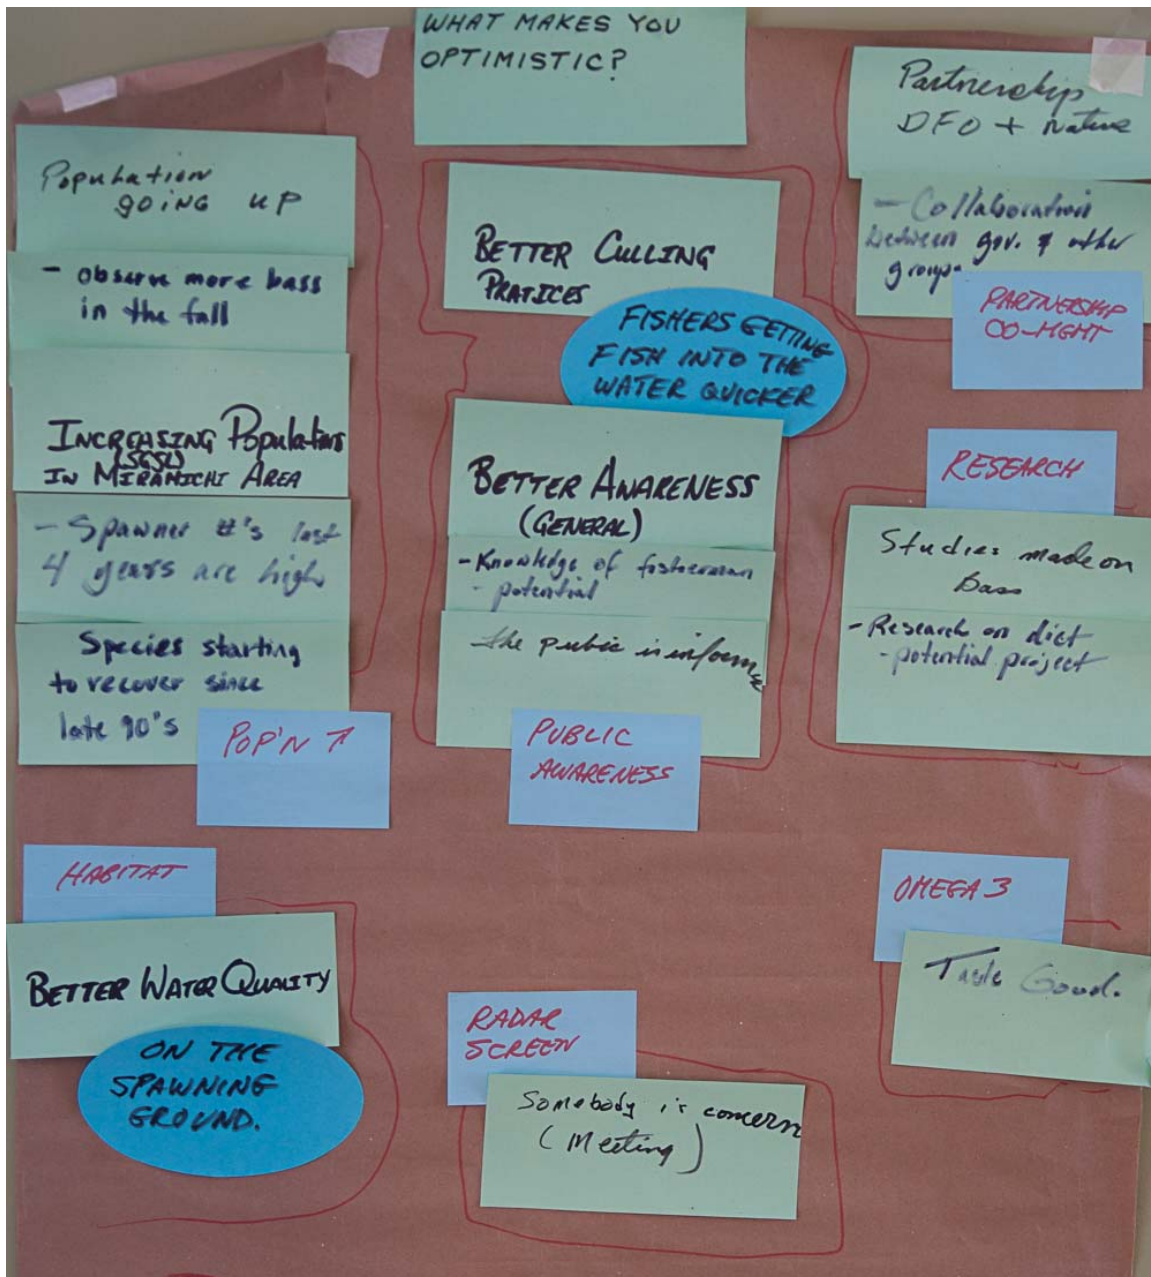 WHAT MAKES YOU
OPTIMISTIC?
Population
GOING UP
- observe more bass
in the fall
INCREASING Population
(SGSL)
IN MIRAMICHI AREA
- Spawner #'s last
4 years are high
Species starting
to recover since
late 90's
POP'N ↗
BETTER CULLING
PRATICES
FISHERS GETTING
FISH INTO THE
WATER QUICKER
BETTER AWARENESS
(GENERAL)
- Knowledge of fisherman
- potential
the pubic is informe
PUBLIC
AWARENESS
Partnership
DFO + Native
- Collaboration
between gov. & other
groups
PARTNERSHIP
CO-MGMT
RESEARCH
Studies made on
bass
- Research on diet
- potential project
HABITAT
BETTER WATER QUALITY
ON THE
SPAWNING
GROUND.
RADAR
SCREEN
Somebody is concern
(Meeting)
OMEGA 3
Taste Good.